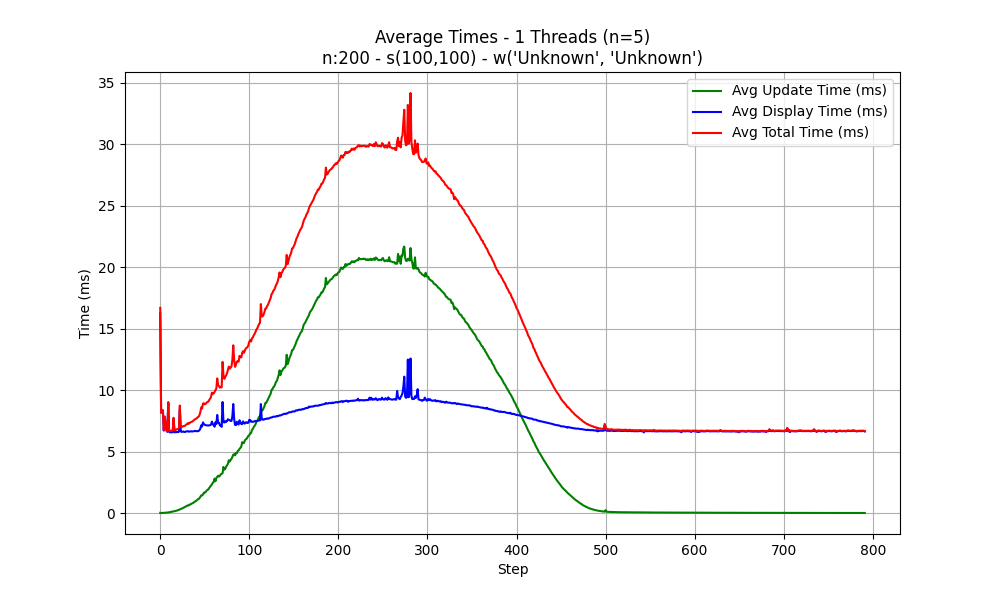 Average Times - 1 Threads (n=5)
n:200 - s(100,100) - w('Unknown', 'Unknown')
Avg Update Time (ms)
Avg Display Time (ms)
Avg Total Time (ms)
Time (ms)
35
30
25
20
15
10
5
0
0 100 200 300 400 500 600 700 800
Step